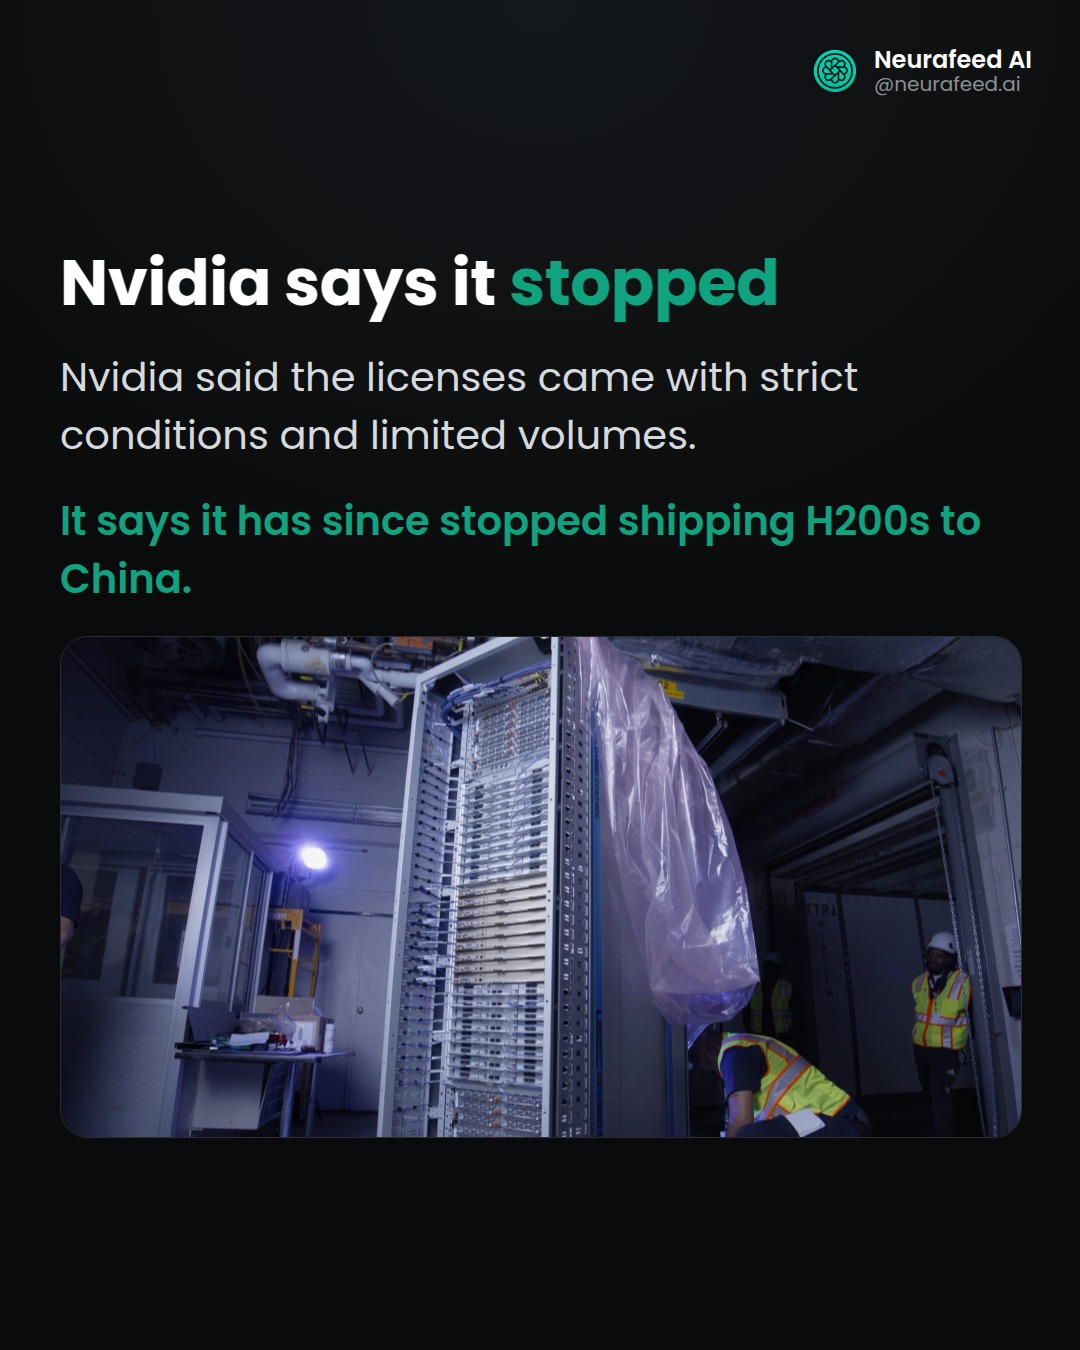 Neurafeed AI
@neurafeed.ai
Nvidia says it stopped
Nvidia said the licenses came with strict
conditions and limited volumes.
It says it has since stopped shipping H200s to
China.
XTRA